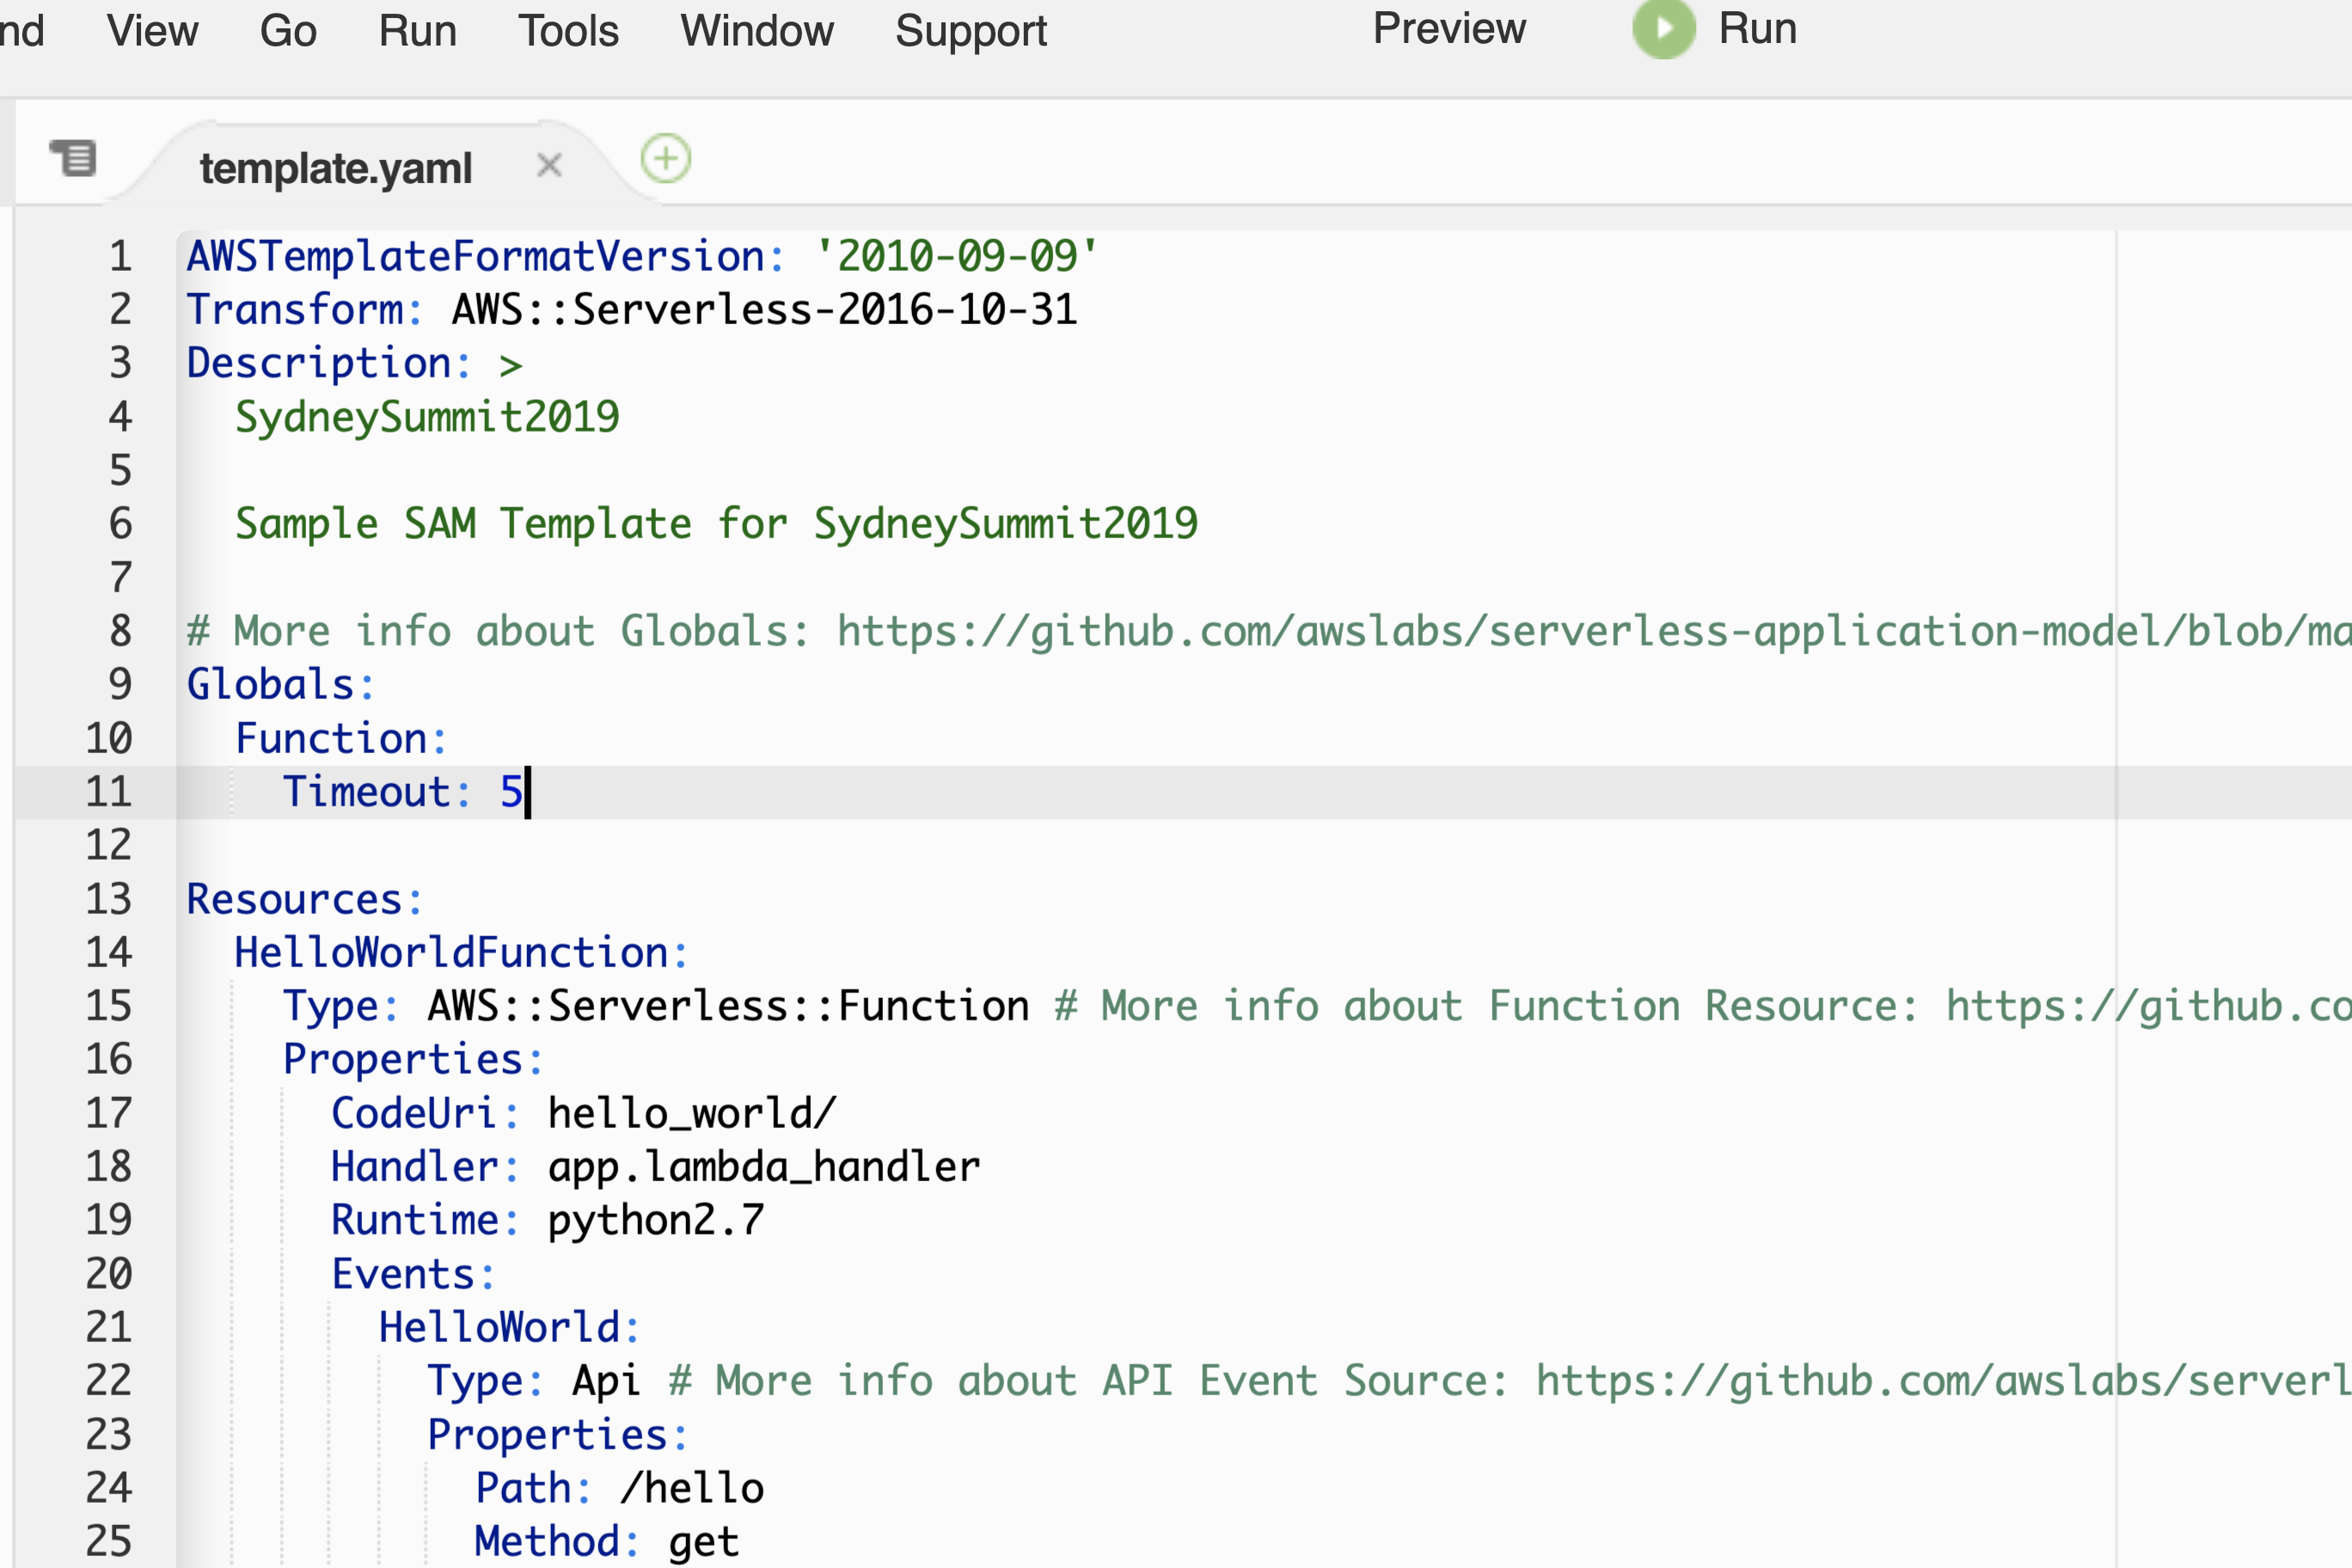 nd View Go Run Tools Window Support Preview Run
template.yaml
1 AWSTemplateFormatVersion: '2010-09-09'
2 Transform: AWS::Serverless-2016-10-31
3 Description: >
4   SydneySummit2019
5
6   Sample SAM Template for SydneySummit2019
7
8 # More info about Globals: https://github.com/awslabs/serverless-application-model/blob/ma
9 Globals:
10   Function:
11     Timeout: 5
12
13 Resources:
14   HelloWorldFunction:
15     Type: AWS::Serverless::Function # More info about Function Resource: https://github.co
16     Properties:
17       CodeUri: hello_world/
18       Handler: app.lambda_handler
19       Runtime: python2.7
20       Events:
21         HelloWorld:
22           Type: Api # More info about API Event Source: https://github.com/awslabs/serverl
23           Properties:
24             Path: /hello
25             Method: get